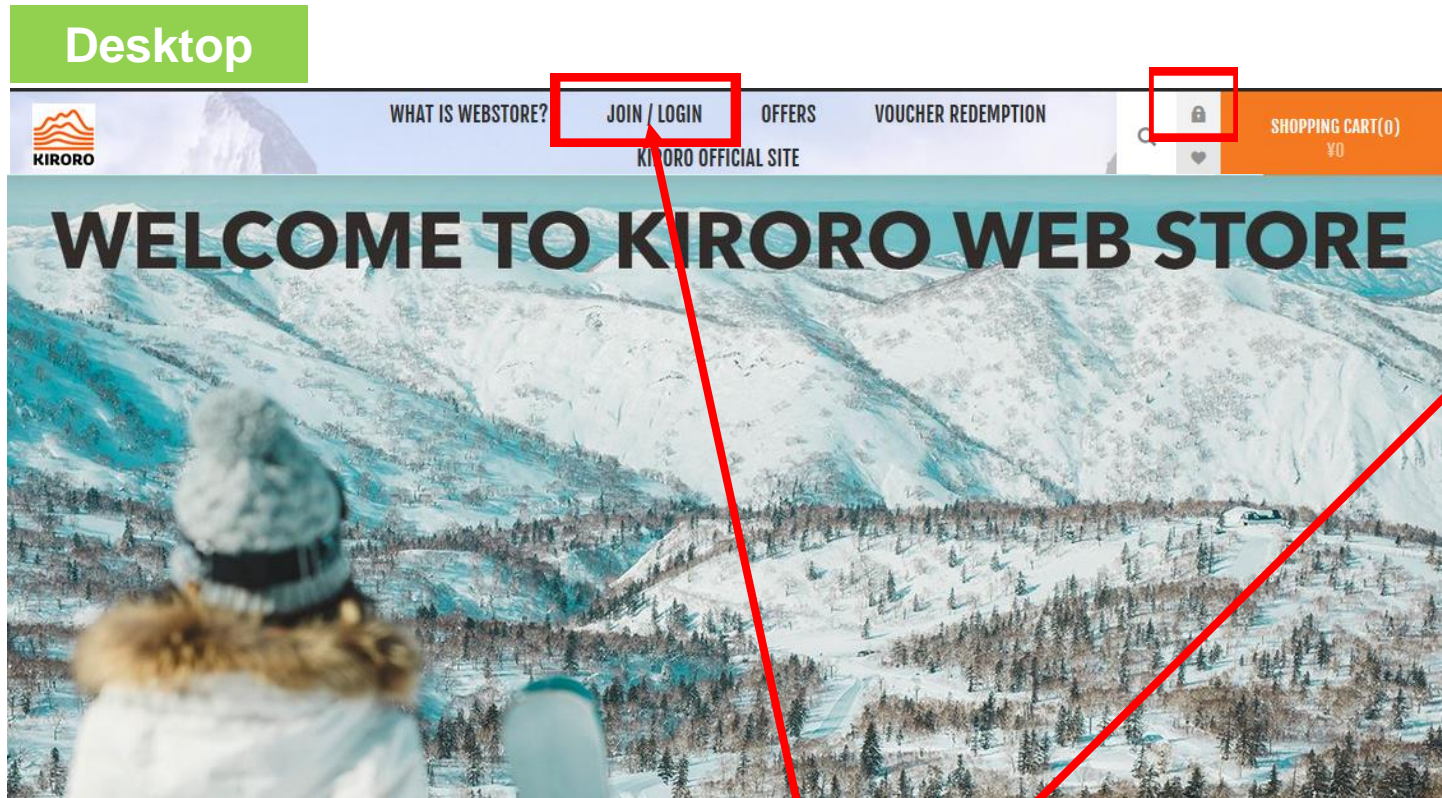 Desktop
KIRORO
WHAT IS WEBSTORE? JOIN / LOGIN OFFERS VOUCHER REDEMPTION
KIRORO OFFICIAL SITE
SHOPPING CART(0)
¥0
WELCOME TO KIRORO WEB STORE